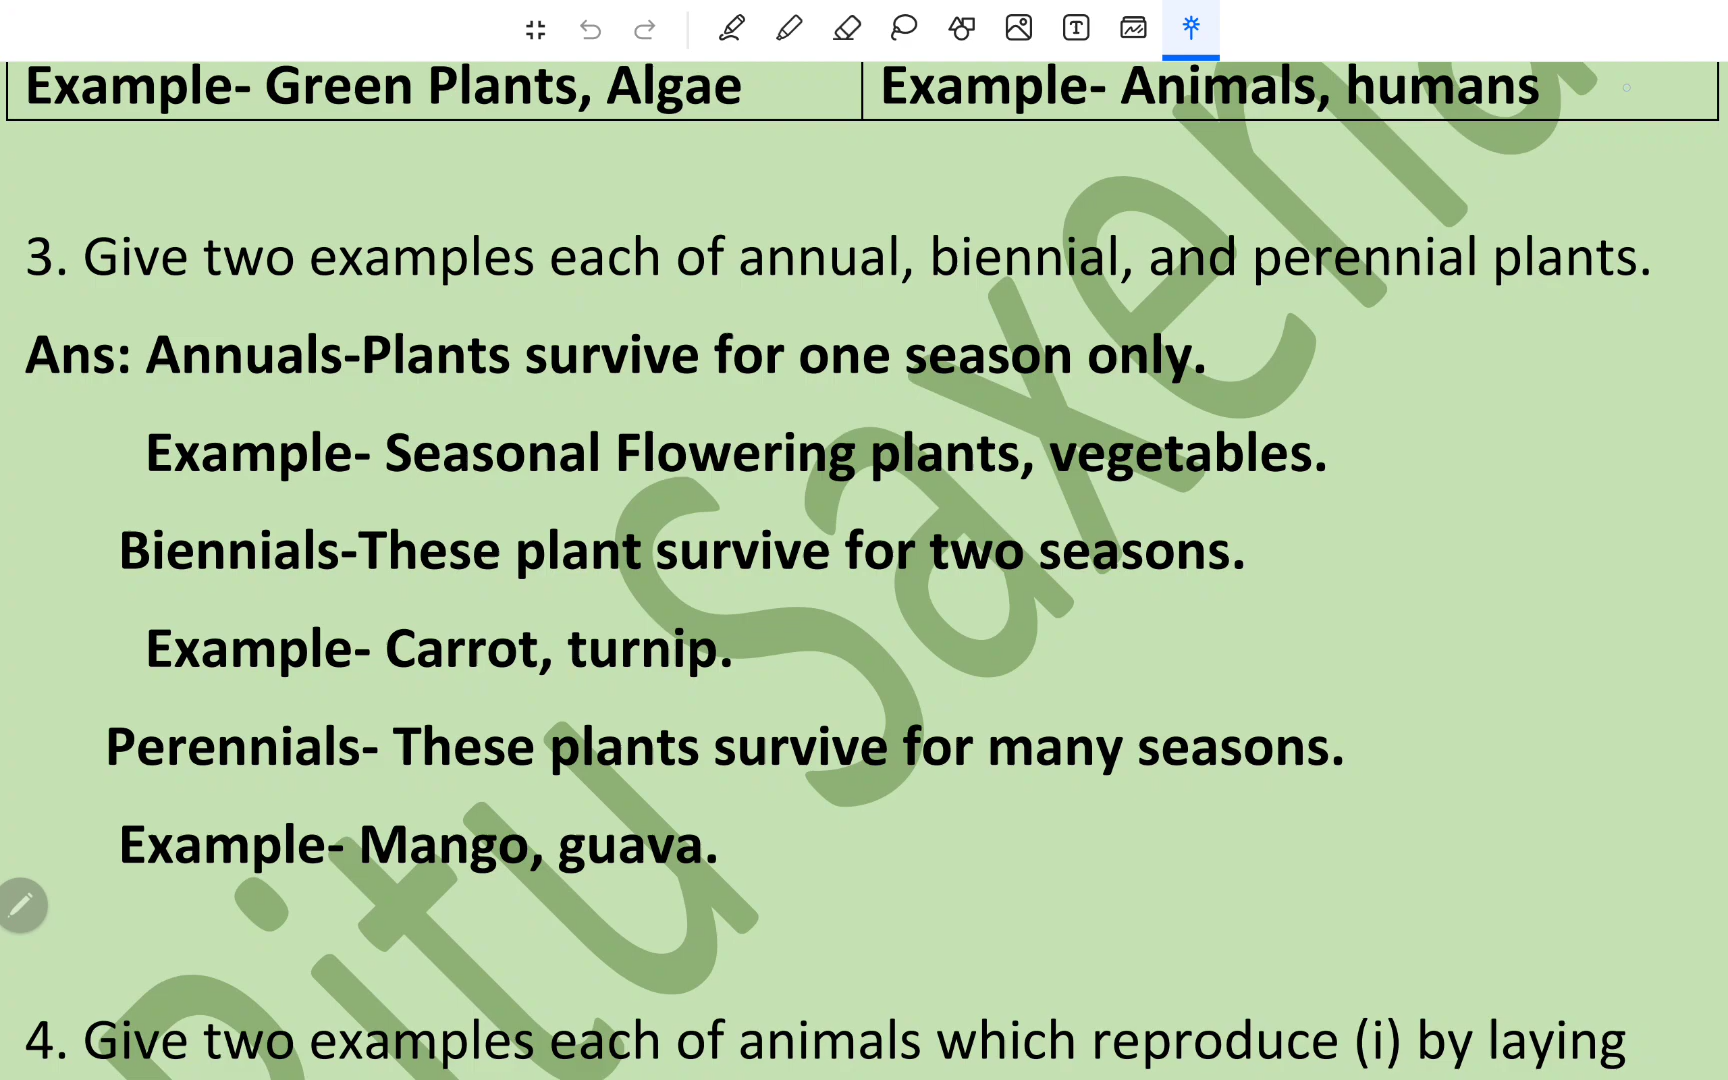 Example- Green Plants, Algae
Example- Animals, humans
3. Give two examples each of annual, biennial, and perennial plants.
Ans: Annuals-Plants survive for one season only.
Example- Seasonal Flowering plants, vegetables.
Biennials-These plant survive for two seasons.
Example- Carrot, turnip.
Perennials- These plants survive for many seasons.
Example- Mango, guava.
4. Give two examples each of animals which reproduce (i) by laying
Ritu Saxena